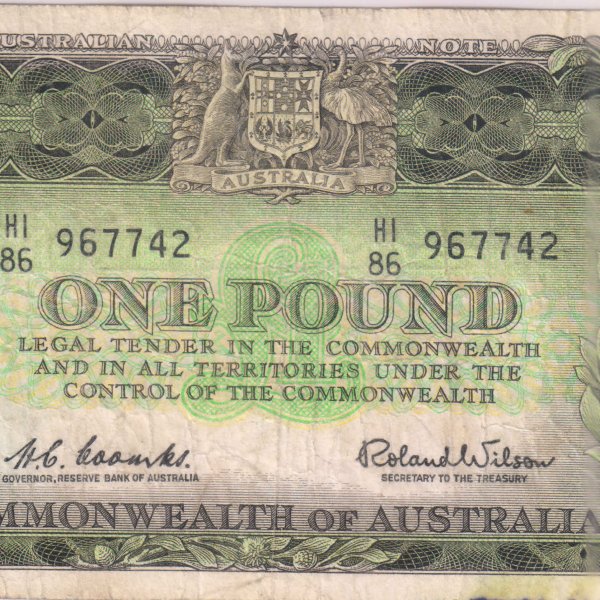 AUSTRALIAN NOTE
AUSTRALIA
HI 86 967742 HI 86 967742
ONE POUND
LEGAL TENDER IN THE COMMONWEALTH
AND IN ALL TERRITORIES UNDER THE
CONTROL OF THE COMMONWEALTH
H.C. Coombs. Roland Wilson
GOVERNOR, RESERVE BANK OF AUSTRALIA SECRETARY TO THE TREASURY
OMMONWEALTH OF AUSTRALIA